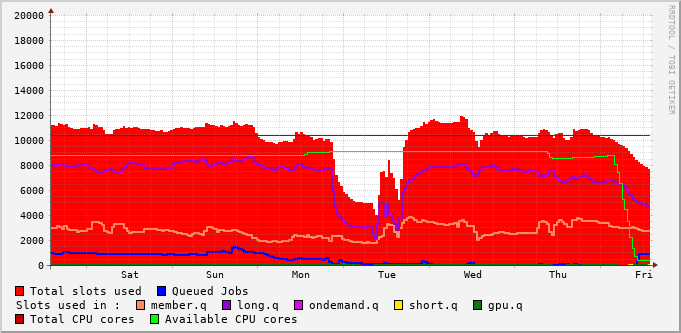 20000
18000
16000
14000
12000
10000
8000
6000
4000
2000
0
Sat Sun Mon Tue Wed Thu Fri
Total slots used Queued Jobs
Slots used in : member.q long.q ondemand.q short.q gpu.q
Total CPU cores Available CPU cores
RRDTOOL / TOBI OETIKER